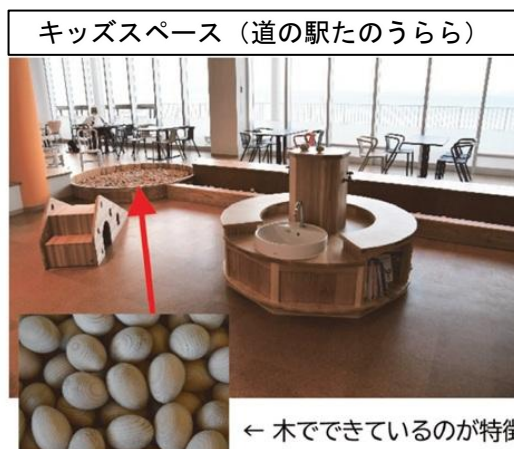 キッズスペース（道の駅たのうらら）
← 木でできているのが特徴